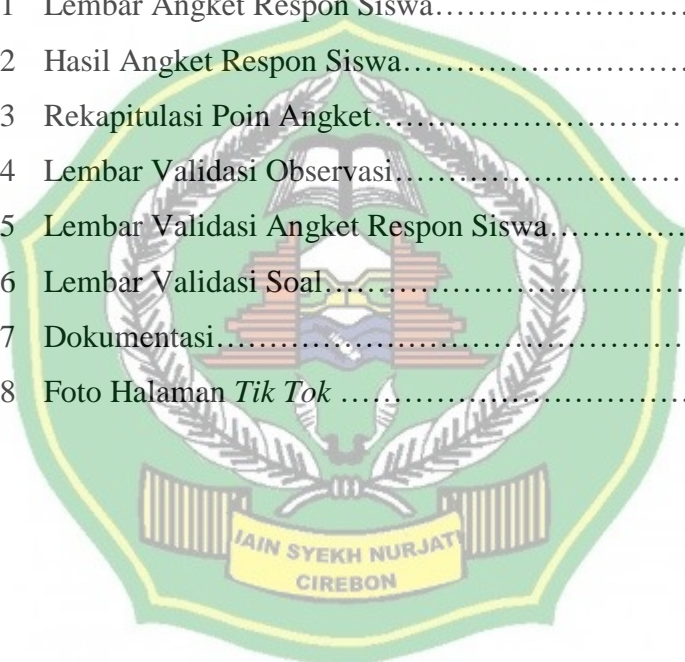 1 Lembar Angket Respon Siswa……………………
2 Hasil Angket Respon Siswa………………………
3 Rekapitulasi Poin Angket…………………………
4 Lembar Validasi Observasi………………………
5 Lembar Validasi Angket Respon Siswa……………
6 Lembar Validasi Soal………………………………
7 Dokumentasi…………………………………………
8 Foto Halaman Tik Tok ……………………………
IAIN SYEKH NURJATI
CIREBON